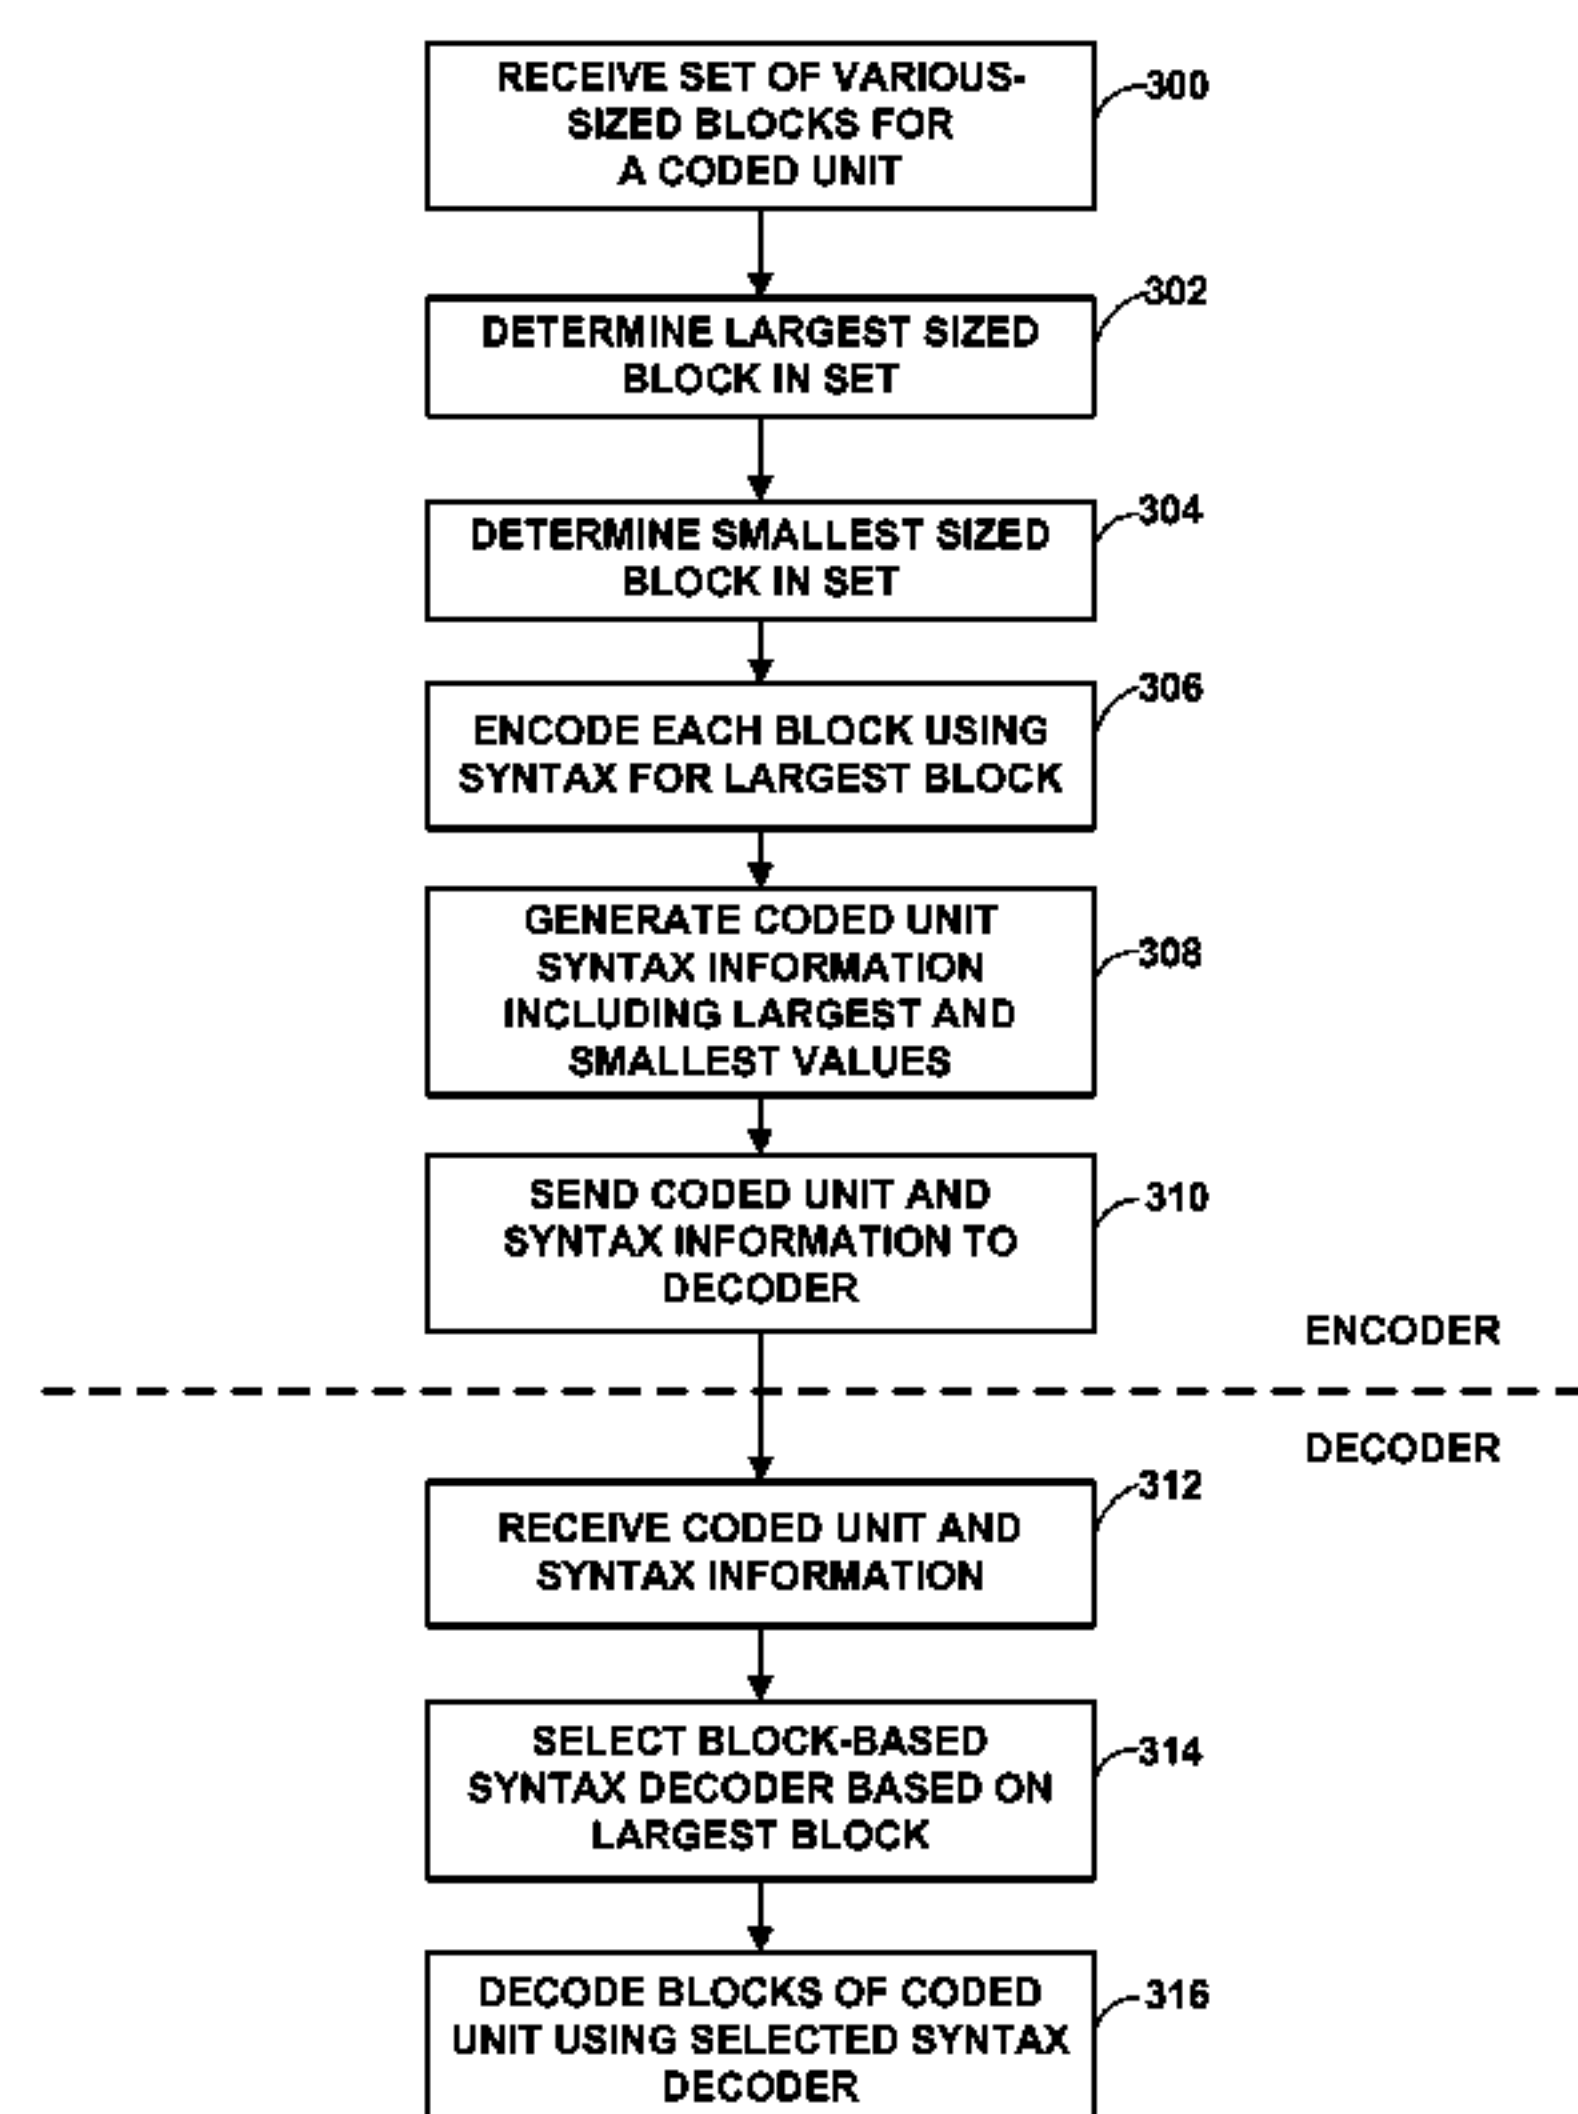 RECEIVE SET OF VARIOUS-
SIZED BLOCKS FOR
A CODED UNIT
300
DETERMINE LARGEST SIZED
BLOCK IN SET
302
DETERMINE SMALLEST SIZED
BLOCK IN SET
304
ENCODE EACH BLOCK USING
SYNTAX FOR LARGEST BLOCK
306
GENERATE CODED UNIT
SYNTAX INFORMATION
INCLUDING LARGEST AND
SMALLEST VALUES
308
SEND CODED UNIT AND
SYNTAX INFORMATION TO
DECODER
310
ENCODER
DECODER
RECEIVE CODED UNIT AND
SYNTAX INFORMATION
312
SELECT BLOCK-BASED
SYNTAX DECODER BASED ON
LARGEST BLOCK
314
DECODE BLOCKS OF CODED
UNIT USING SELECTED SYNTAX
DECODER
316